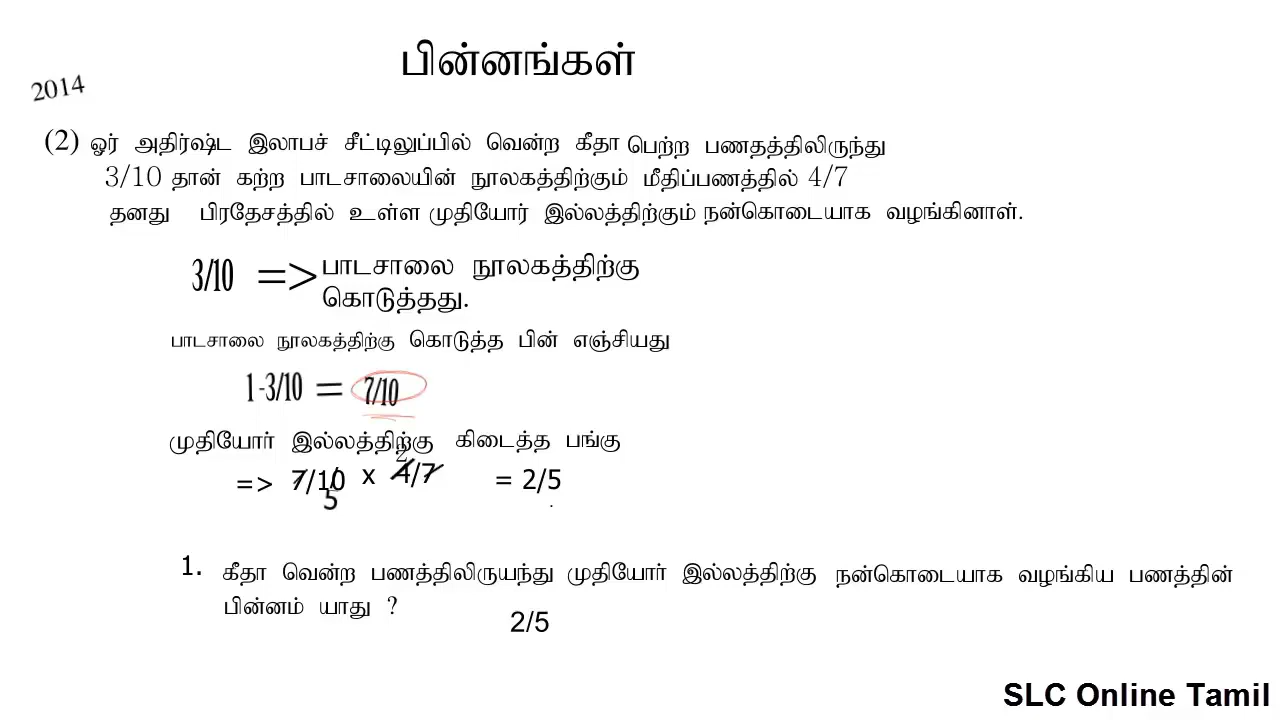 பின்னங்கள்
2014
(2) ஓர் அதிர்ஷ்ட இலாபச் சீட்டிலுப்பில் வென்ற கீதா பெற்ற பணதத்திலிருந்து
3/10 தான் கற்ற பாடசாலையின் நூலகத்திற்கும் மீதிப்பணத்தில் 4/7
தனது பிரதேசத்தில் உள்ள முதியோர் இல்லத்திற்கும் நன்கொடையாக வழங்கினாள்.
3/10 => பாடசாலை நூலகத்திற்கு
கொடுத்தது.
பாடசாலை நூலகத்திற்கு கொடுத்த பின் எஞ்சியது
1-3/10 = 7/10
முதியோர் இல்லத்திற்கு கிடைத்த பங்கு
2
=> 7/10 x 4/7 = 2/5
5
1. கீதா வென்ற பணத்திலிருயந்து முதியோர் இல்லத்திற்கு நன்கொடையாக வழங்கிய பணத்தின்
பின்னம் யாது ?
2/5
SLC Online Tamil